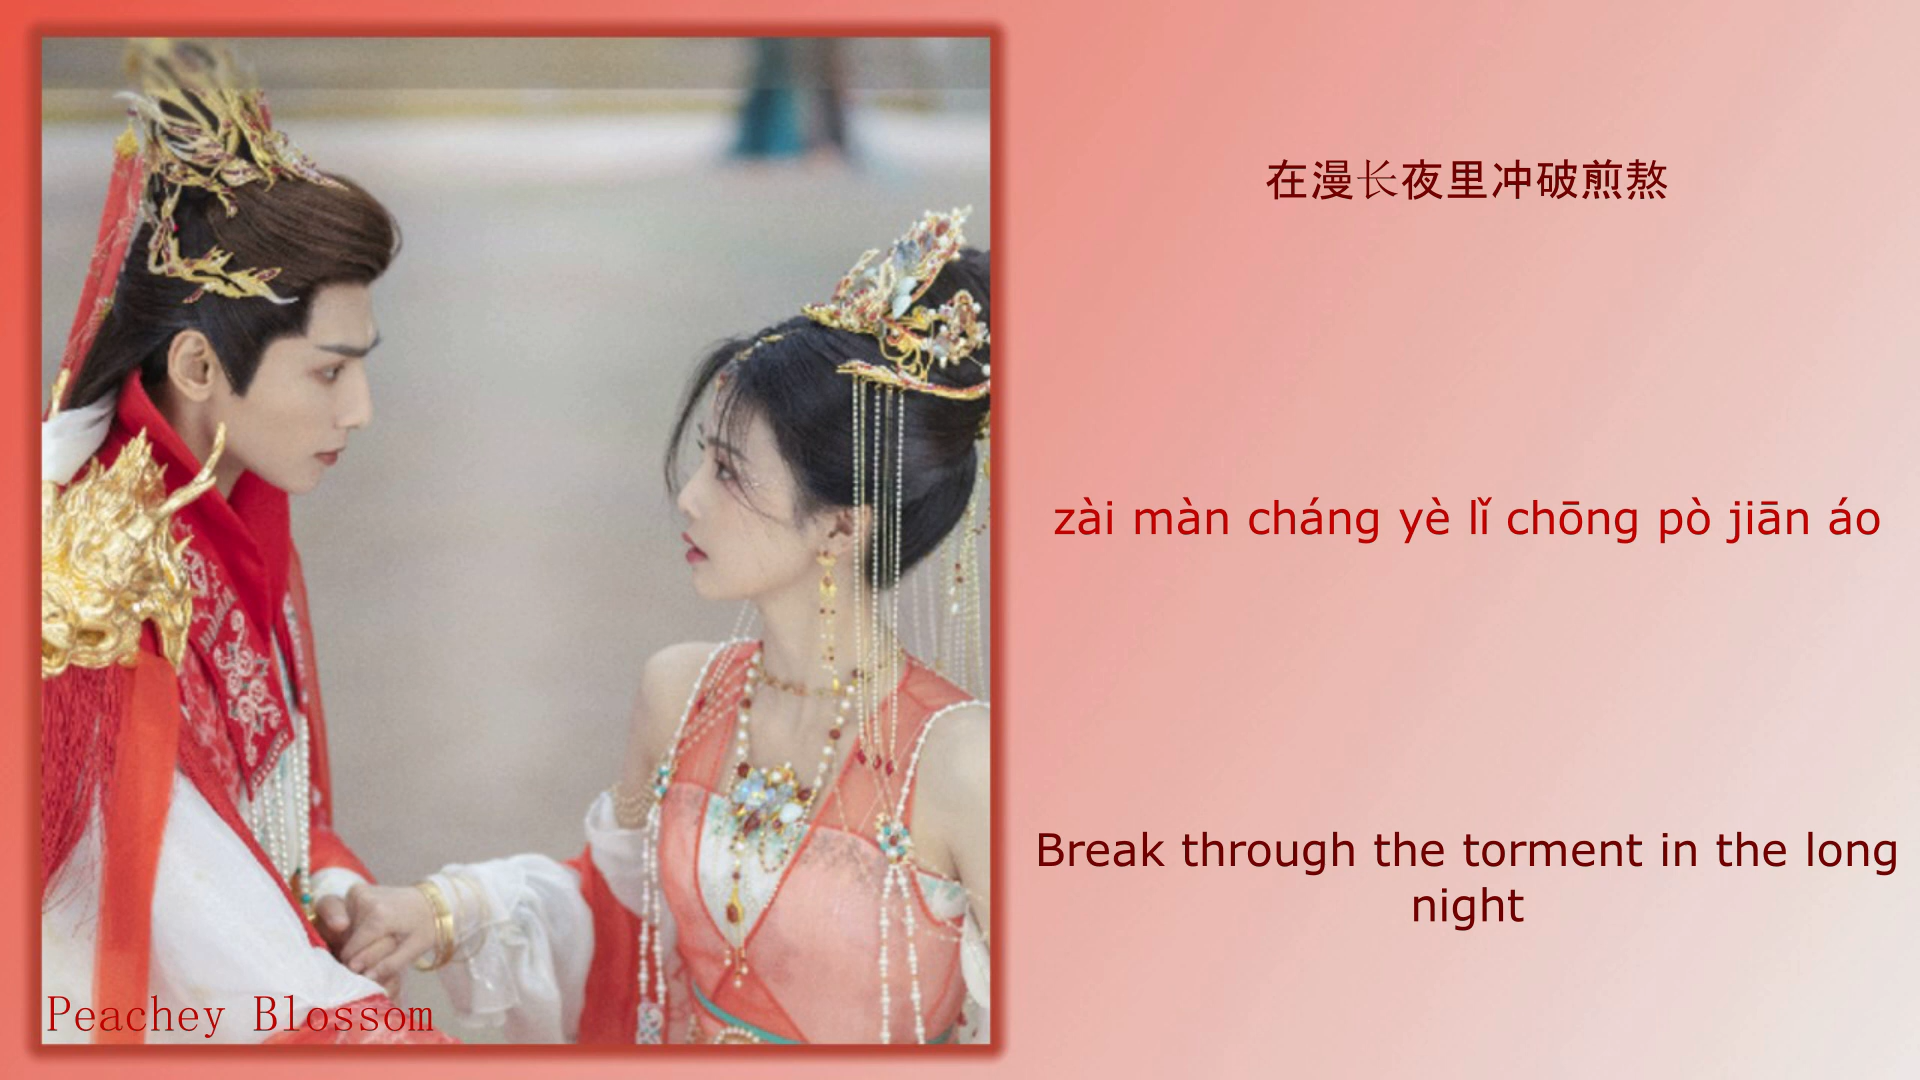 在漫长夜里冲破煎熬
zài màn cháng yè lǐ chōng pò jiān áo
Break through the torment in the long
night
Peachey Blossom